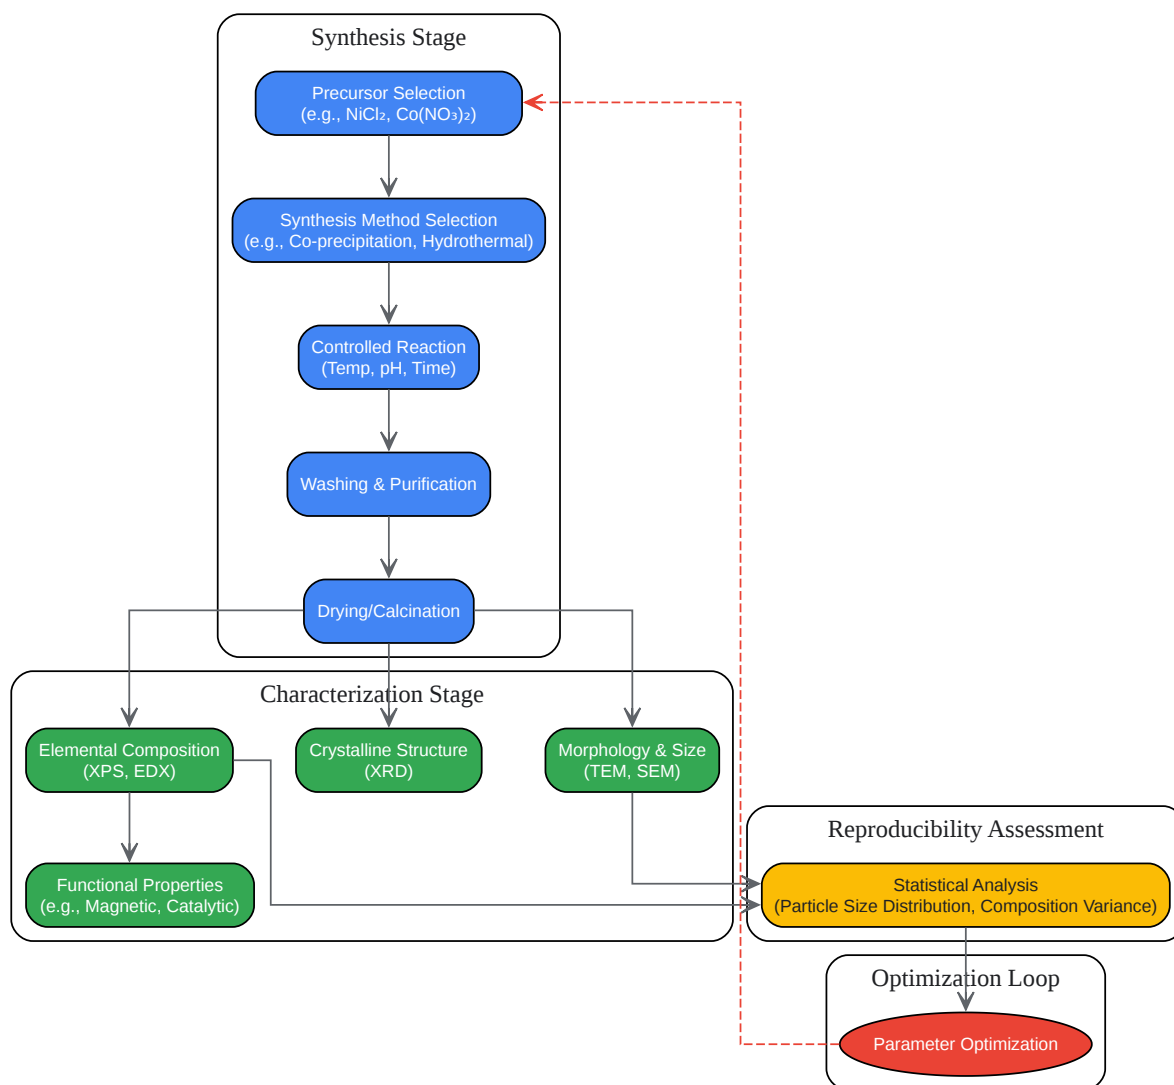 Synthesis Stage
Precursor Selection
(e.g., NiCl₂, Co(NO₃)₂)
Synthesis Method Selection
(e.g., Co-precipitation, Hydrothermal)
Controlled Reaction
(Temp, pH, Time)
Washing & Purification
Drying/Calcination
Characterization Stage
Elemental Composition
(XPS, EDX)
Crystalline Structure
(XRD)
Morphology & Size
(TEM, SEM)
Functional Properties
(e.g., Magnetic, Catalytic)
Reproducibility Assessment
Statistical Analysis
(Particle Size Distribution, Composition Variance)
Optimization Loop
Parameter Optimization